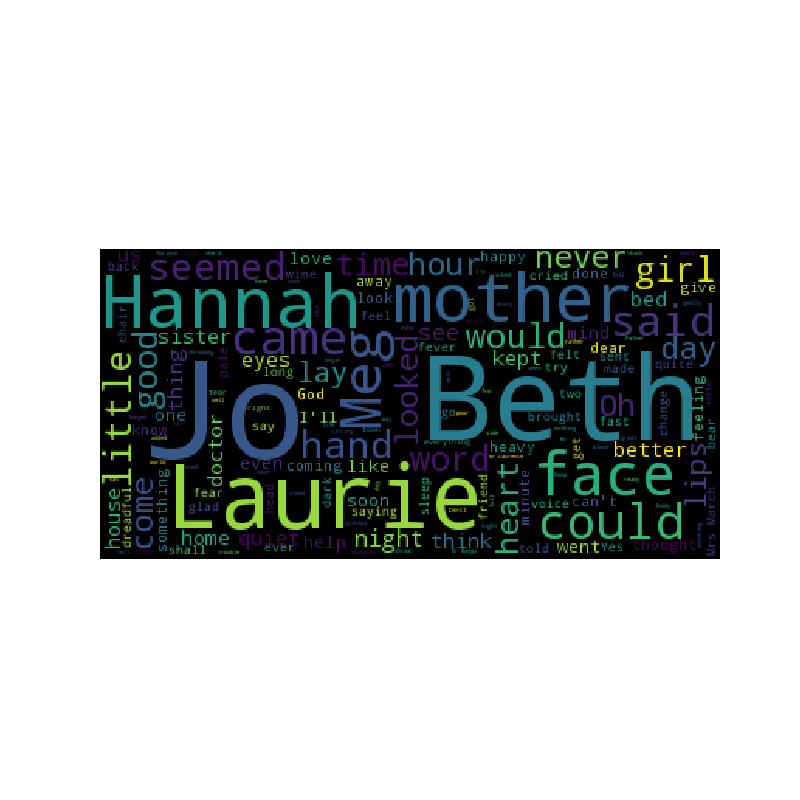 us
back
seemed
love
wine
time
hour
happy
never
girl
cried
done
give
away
look
feel
bed
Hannah
mother
said
chair
sister
came
Meg
see
would
mind
day
good
eyes
looked
fever
kept
felt
sent
dear
made
quite
little
thing
pale
long
lay
try
two
Jo
God
Beth
one
I'll
go
brought
Oh
fast
change
feeling
know
say
right
doctor
hand
everything
heavy
better
bear
even
coming
like
word
face
get
lips
come
house
dreadful
something
fear
glad
head
Laurie
dark
soon
saying
sleep
friend
heart
minute
voice
can't
could
ready
Teddy
Mrs March
home
quiet
help
night
think
told
went
Yes
thought
shall
ever